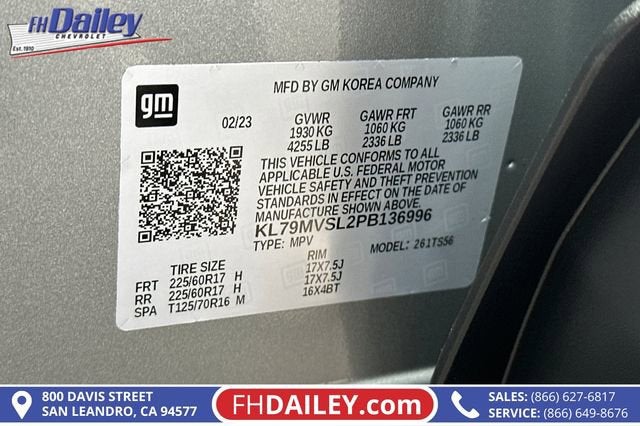 FHDailey
CHEVROLET
Est. 1910
gm
MFD BY GM KOREA COMPANY
02/23 GVWR GAWR FRT GAWR RR
1930 KG 1060 KG 1060 KG
4255 LB 2336 LB 2336 LB
THIS VEHICLE CONFORMS TO ALL
APPLICABLE U.S. FEDERAL MOTOR
VEHICLE SAFETY AND THEFT PREVENTION
STANDARDS IN EFFECT ON THE DATE OF
MANUFACTURE SHOWN ABOVE.
KL79MVSL2PB136996
TYPE: MPV MODEL: 261TS56
TIRE SIZE RIM
FRT 225/60R17 H 17X7.5J
RR 225/60R17 H 17X7.5J
SPA T125/70R16 M 16X4BT
800 DAVIS STREET
SAN LEANDRO, CA 94577
FHDAILEY.com
SALES: (866) 627-6817
SERVICE: (866) 649-8676